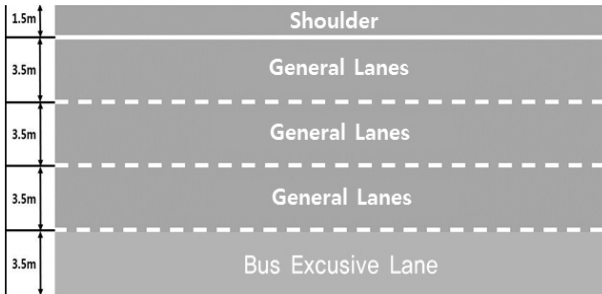 1.5m Shoulder
3.5m General Lanes
3.5m General Lanes
3.5m General Lanes
3.5m Bus Excusive Lane